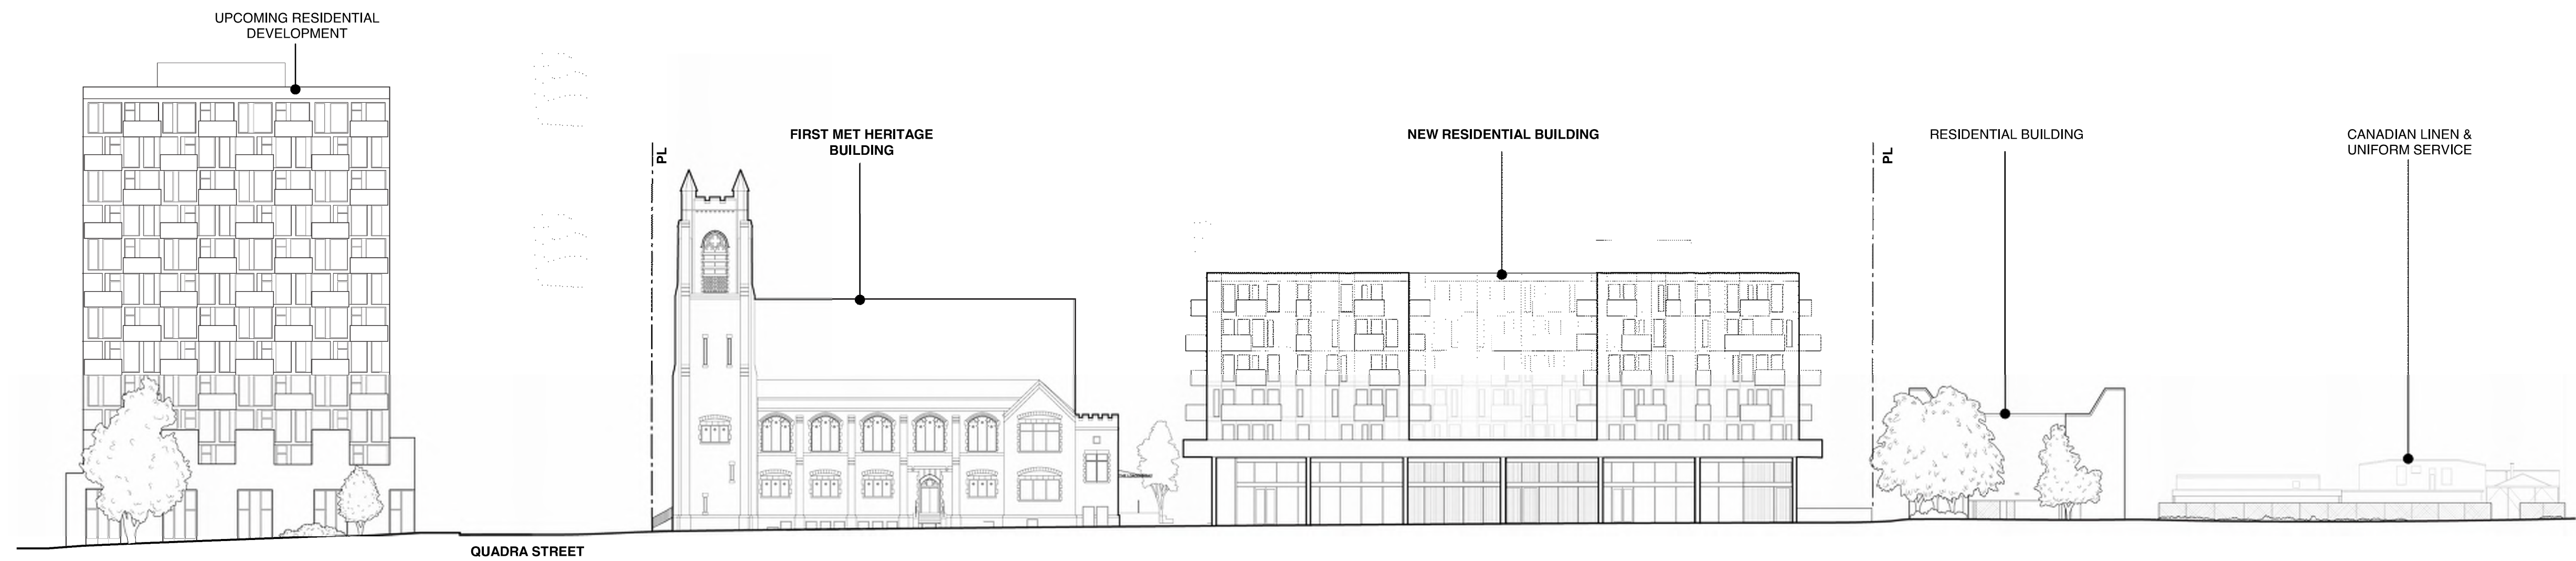 UPCOMING RESIDENTIAL
DEVELOPMENT
PL
FIRST MET HERITAGE
BUILDING
NEW RESIDENTIAL BUILDING
PL
RESIDENTIAL BUILDING
CANADIAN LINEN &
UNIFORM SERVICE
QUADRA STREET